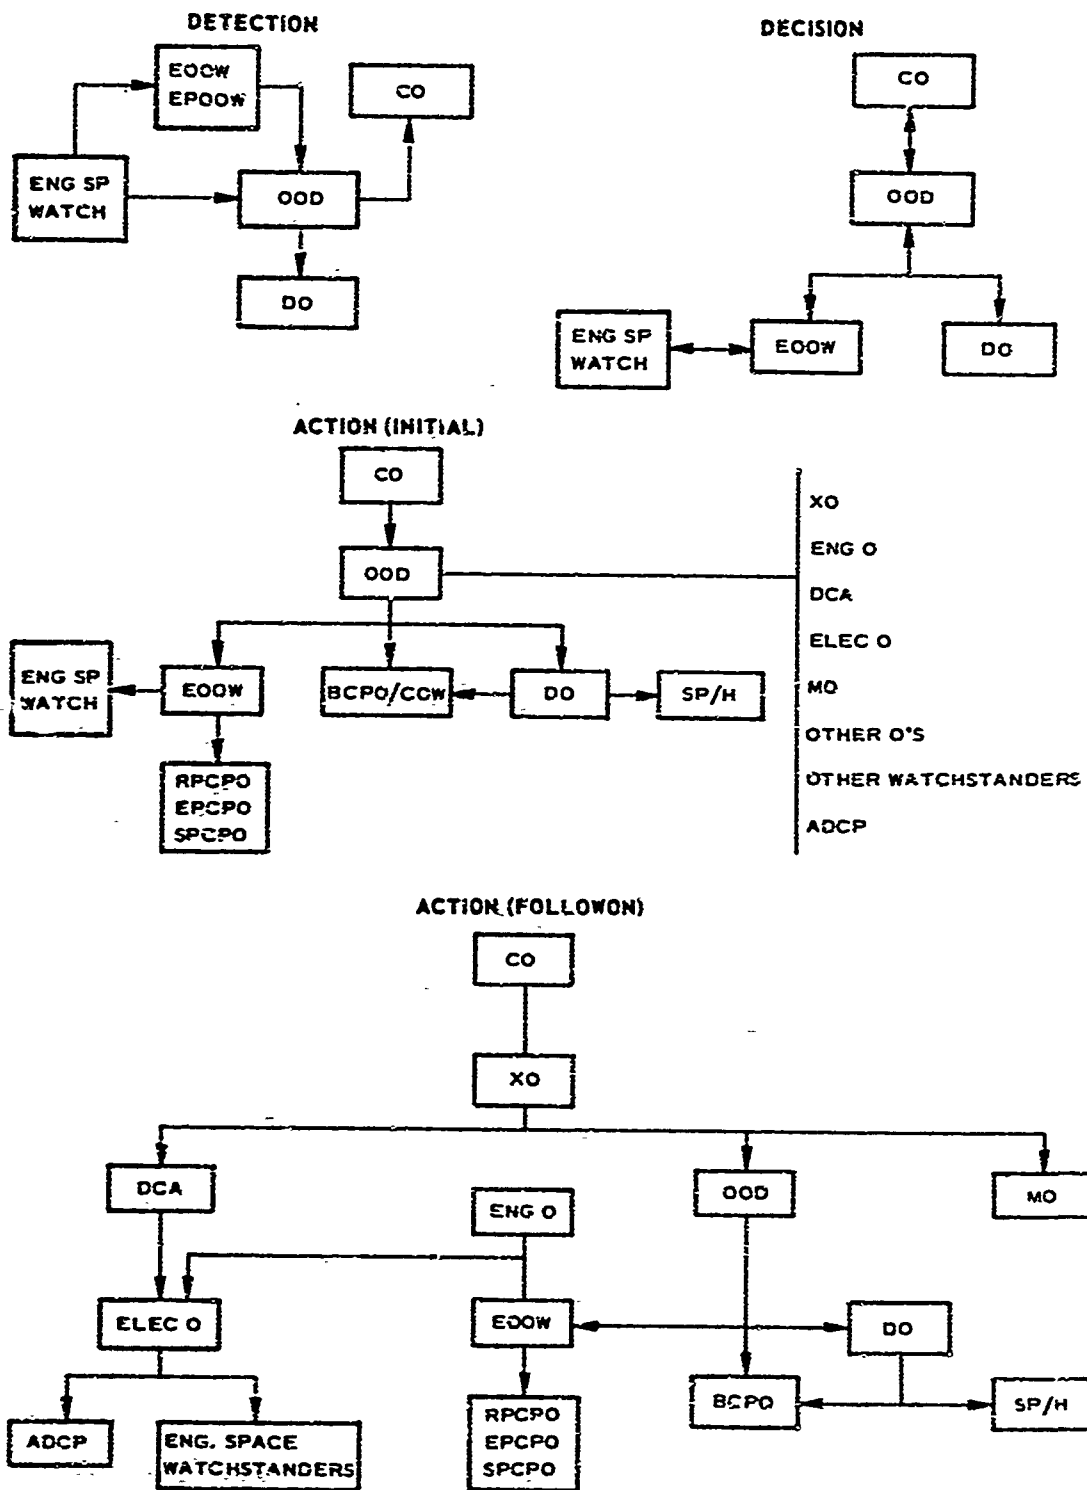 DETECTION
EOOW
EPOOW
CO
ENG SP
WATCH
OOD
DO
DECISION
CO
OOD
ENG SP
WATCH
EOOW
DO
ACTION (INITIAL)
CO
OOD
ENG SP
WATCH
EOOW
BCPO/COW
DO
SP/H
RPCPO
EPCPO
SPCPO
XO
ENG O
DCA
ELEC O
MO
OTHER O'S
OTHER WATCHSTANDERS
ADCP
ACTION (FOLLOWON)
CO
XO
DCA
ENG O
OOD
MO
ELEC O
EOOW
DO
ADCP
ENG. SPACE
WATCHSTANDERS
RPCPO
EPCPO
SPCPO
BCPO
SP/H